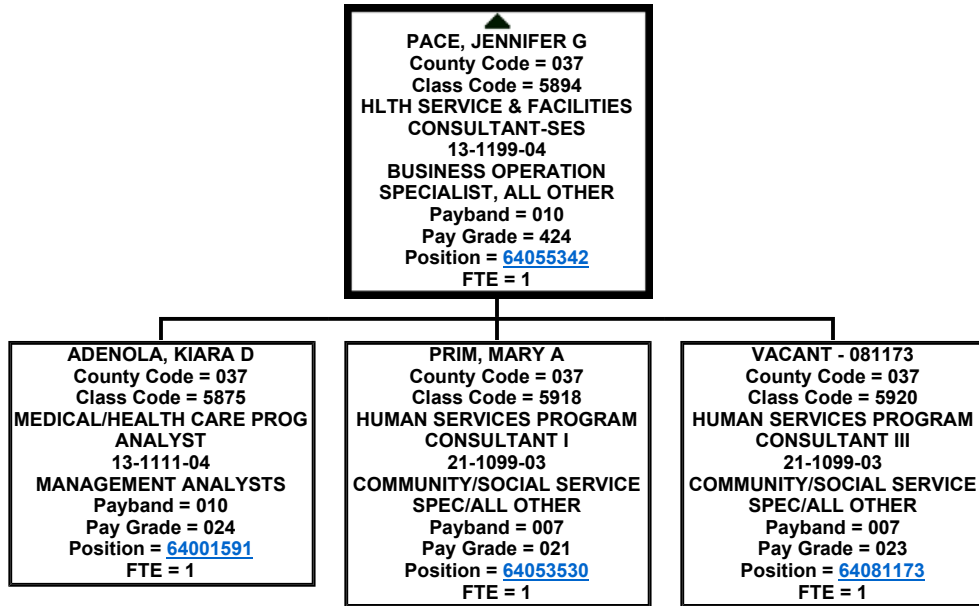 PACE, JENNIFER G
County Code = 037
Class Code = 5894
HLTH SERVICE & FACILITIES
CONSULTANT-SES
13-1199-04
BUSINESS OPERATION
SPECIALIST, ALL OTHER
Payband = 010
Pay Grade = 424
Position = 64055342
FTE = 1
ADENOLA, KIARA D
County Code = 037
Class Code = 5875
MEDICAL/HEALTH CARE PROG
ANALYST
13-1111-04
MANAGEMENT ANALYSTS
Payband = 010
Pay Grade = 024
Position = 64001591
FTE = 1
PRIM, MARY A
County Code = 037
Class Code = 5918
HUMAN SERVICES PROGRAM
CONSULTANT I
21-1099-03
COMMUNITY/SOCIAL SERVICE
SPEC/ALL OTHER
Payband = 007
Pay Grade = 021
Position = 64053530
FTE = 1
VACANT - 081173
County Code = 037
Class Code = 5920
HUMAN SERVICES PROGRAM
CONSULTANT III
21-1099-03
COMMUNITY/SOCIAL SERVICE
SPEC/ALL OTHER
Payband = 007
Pay Grade = 023
Position = 64081173
FTE = 1